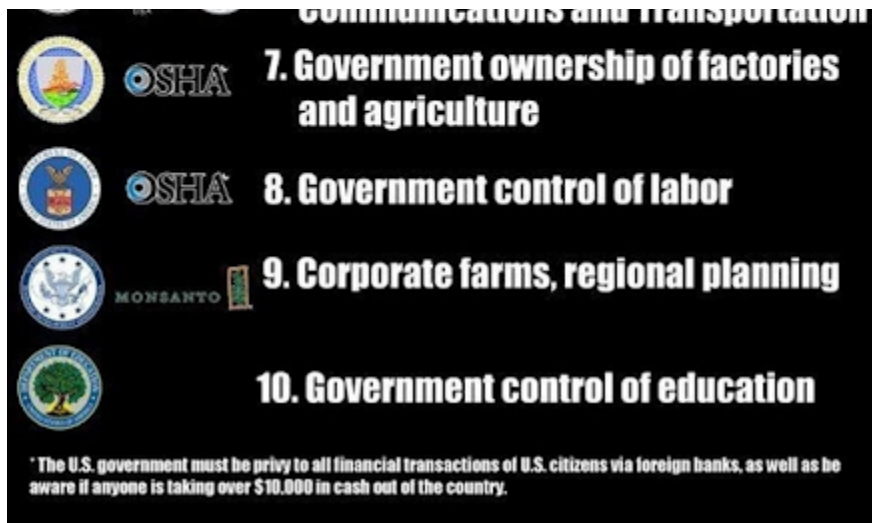 Communications and Transportation
OSHA
7. Government ownership of factories
and agriculture
OSHA
8. Government control of labor
MONSANTO
9. Corporate farms, regional planning
DEPARTMENT OF EDUCATION
10. Government control of education
*The U.S. government must be privy to all financial transactions of U.S. citizens via foreign banks, as well as be
aware if anyone is taking over $10.000 in cash out of the country.